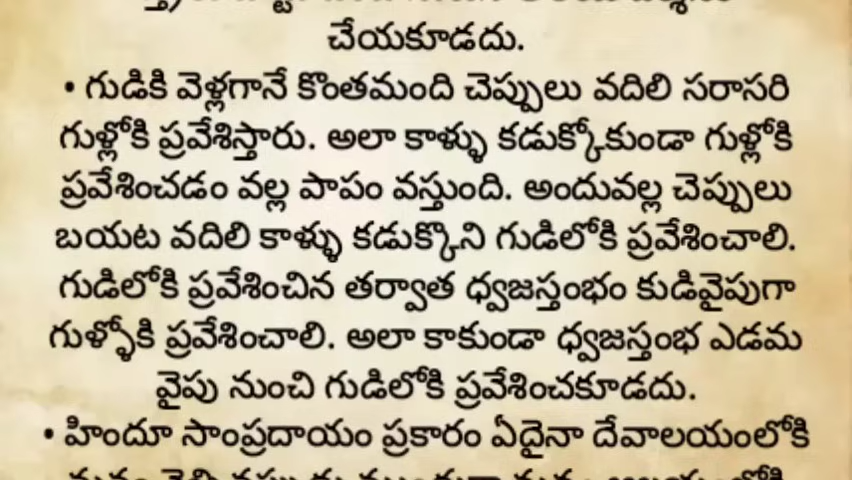 చేయకూడదు.
• గుడికి వెళ్లగానే కొంతమంది చెప్పులు వదిలి సరాసరి
గుళ్లోకి ప్రవేశిస్తారు. అలా కాళ్ళు కడుక్కోకుండా గుళ్లోకి
ప్రవేశించడం వల్ల పాపం వస్తుంది. అందువల్ల చెప్పులు
బయట వదిలి కాళ్ళు కడుక్కొని గుడిలోకి ప్రవేశించాలి.
గుడిలోకి ప్రవేశించిన తర్వాత ధ్వజస్తంభం కుడివైపుగా
గుళ్ళోకి ప్రవేశించాలి. అలా కాకుండా ధ్వజస్తంభ ఎడమ
వైపు నుంచి గుడిలోకి ప్రవేశించకూడదు.
• హిందూ సాంప్రదాయం ప్రకారం ఏదైనా దేవాలయంలోకి